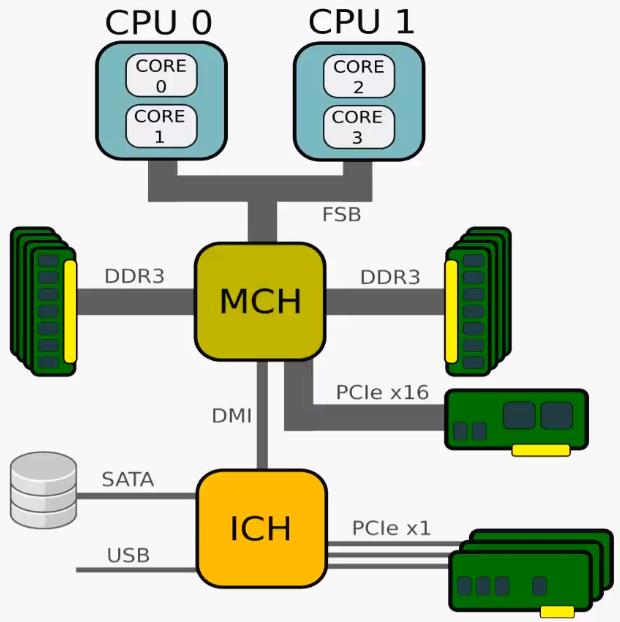 CPU 0
CPU 1
CORE
0
CORE
1
CORE
2
CORE
3
FSB
DDR3
MCH
DDR3
PCIe x16
DMI
SATA
ICH
PCIe x1
USB